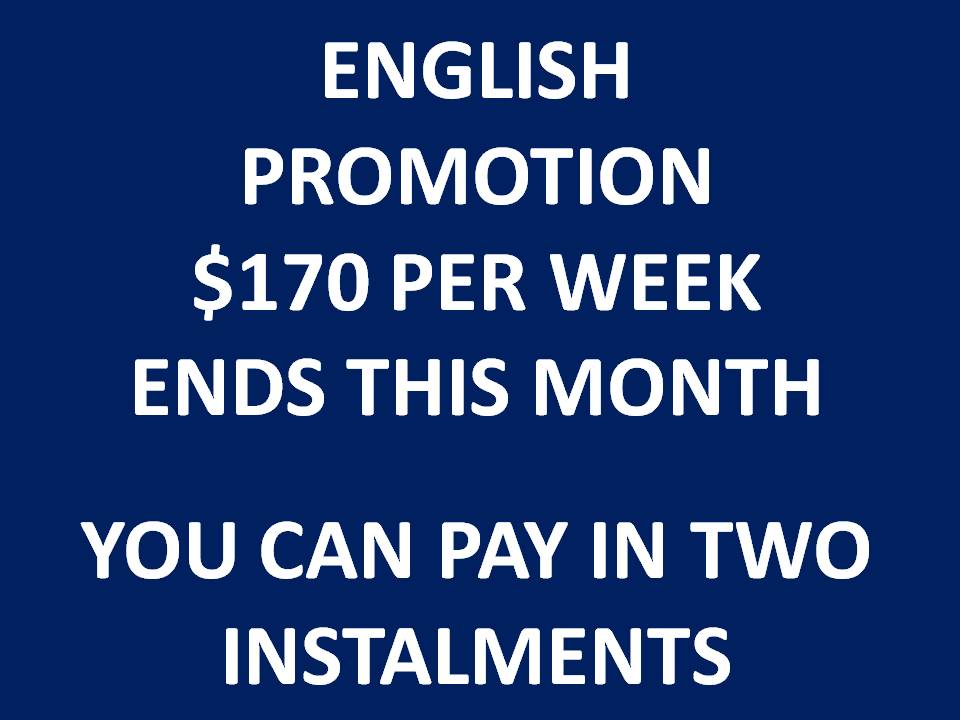 ENGLISH
PROMOTION
$170 PER WEEK
ENDS THIS MONTH
YOU CAN PAY IN TWO
INSTALMENTS